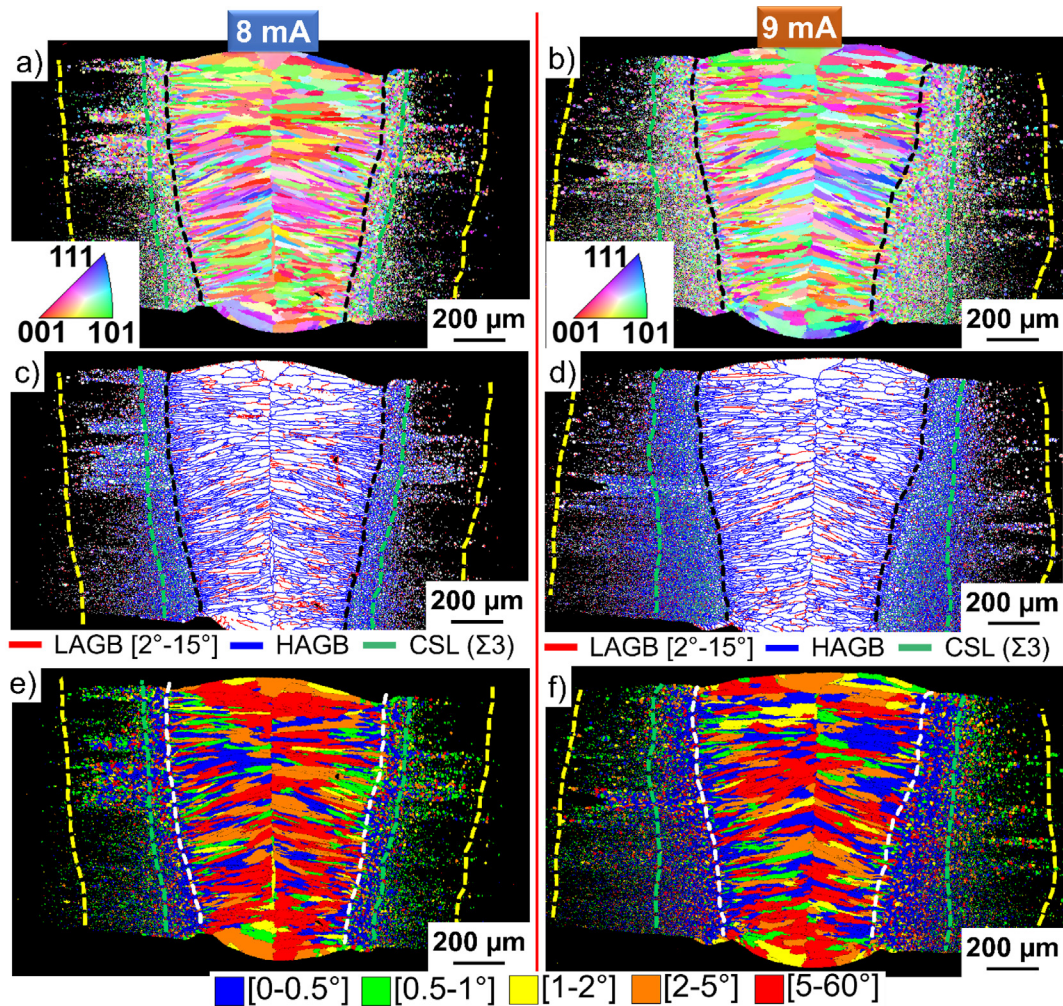 8 mA
9 mA
a)
b)
111
001 101
200 µm
111
001 101
200 µm
c)
d)
200 µm
200 µm
LAGB [2°-15°] HAGB CSL (Σ3)
LAGB [2°-15°] HAGB CSL (Σ3)
e)
f)
200 µm
200 µm
[0-0.5°] [0.5-1°] [1-2°] [2-5°] [5-60°]